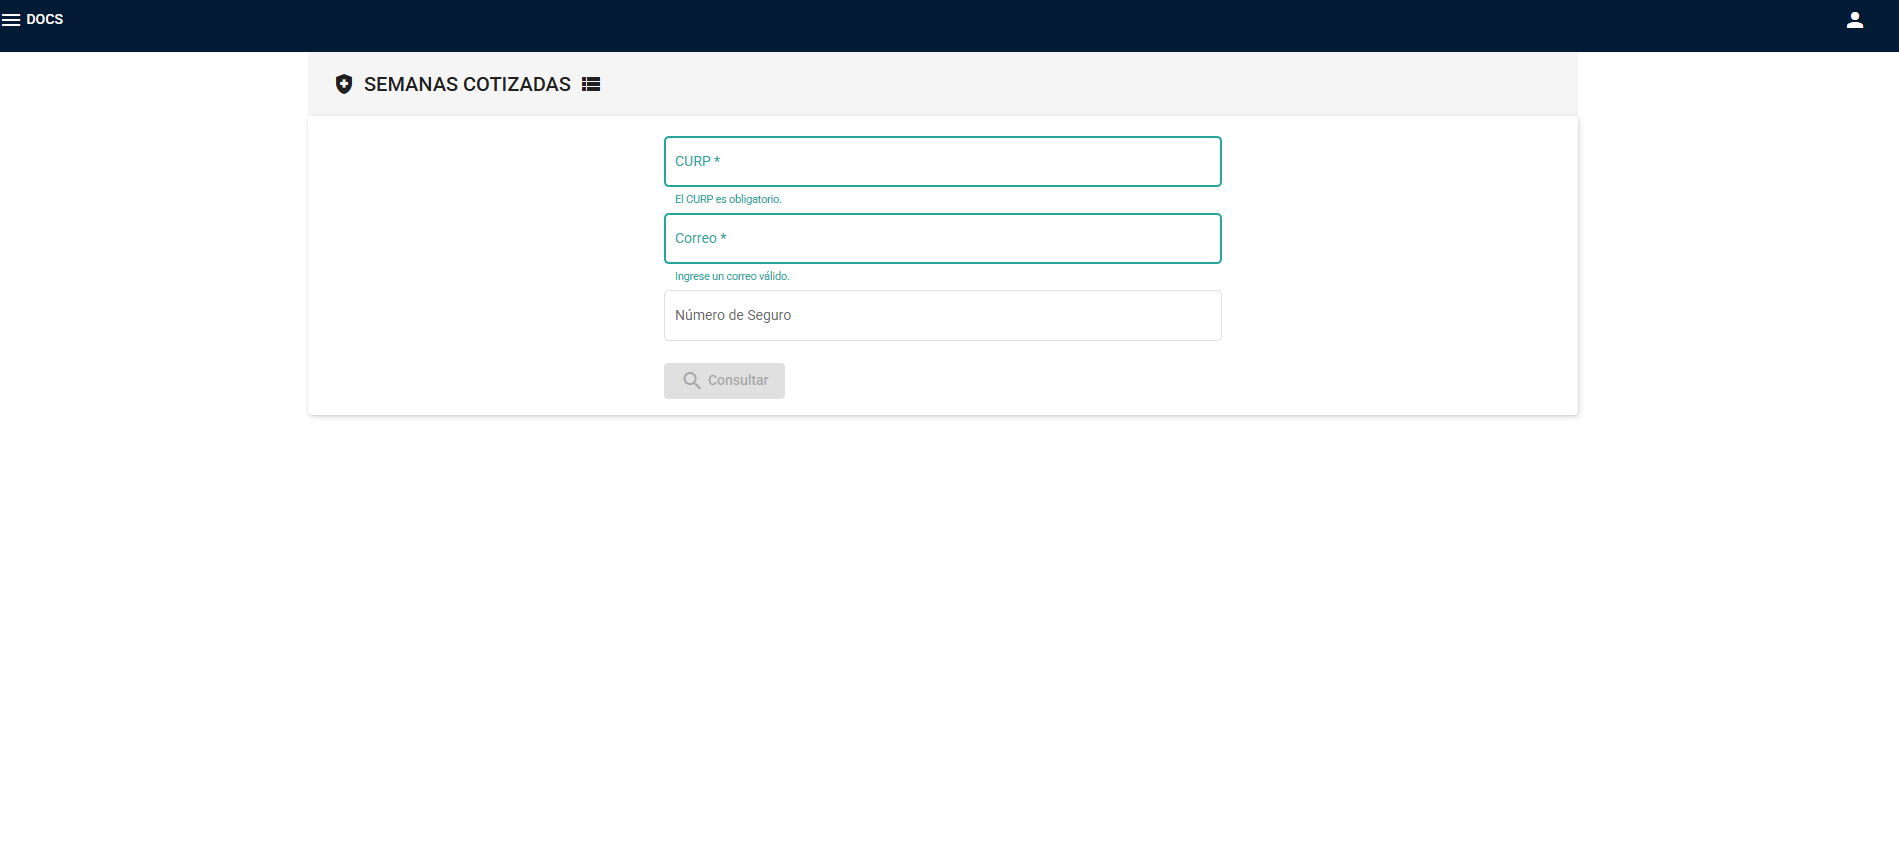 DOCS
SEMANAS COTIZADAS
CURP *
El CURP es obligatorio.
Correo *
Ingrese un correo válido.
Número de Seguro
Consultar